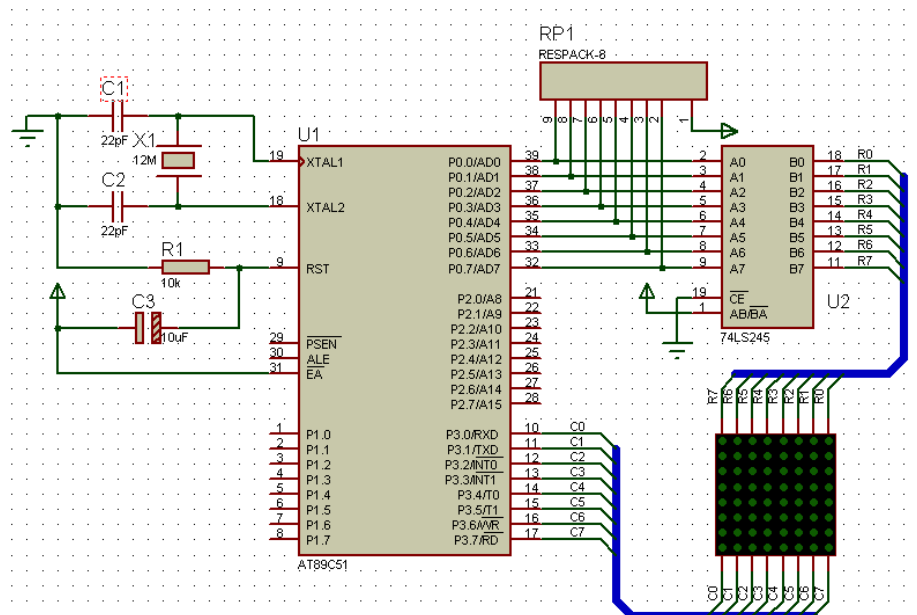 RP1
RESPACK-8
9 8 7 6 5 4 3 2 1
C1
22pF
X1
12M
C2
22pF
R1
10k
C3
10uF
U1
19 XTAL1
18 XTAL2
9 RST
29 PSEN
30 ALE
31 EA
1 P1.0
2 P1.1
3 P1.2
4 P1.3
5 P1.4
6 P1.5
7 P1.6
8 P1.7
P0.0/AD0 39
P0.1/AD1 38
P0.2/AD2 37
P0.3/AD3 36
P0.4/AD4 35
P0.5/AD5 34
P0.6/AD6 33
P0.7/AD7 32
P2.0/A8 21
P2.1/A9 22
P2.2/A10 23
P2.3/A11 24
P2.4/A12 25
P2.5/A13 26
P2.6/A14 27
P2.7/A15 28
P3.0/RXD 10 C0
P3.1/TXD 11 C1
P3.2/INT0 12 C2
P3.3/INT1 13 C3
P3.4/T0 14 C4
P3.5/T1 15 C5
P3.6/WR 16 C6
P3.7/RD 17 C7
AT89C51
2 A0 B0 18 R0
3 A1 B1 17 R1
4 A2 B2 16 R2
5 A3 B3 15 R3
6 A4 B4 14 R4
7 A5 B5 13 R5
8 A6 B6 12 R6
9 A7 B7 11 R7
19 CE
1 AB/BA
U2
74LS245
R7 R6 R5 R4 R3 R2 R1 R0
C0 C1 C2 C3 C4 C5 C6 C7